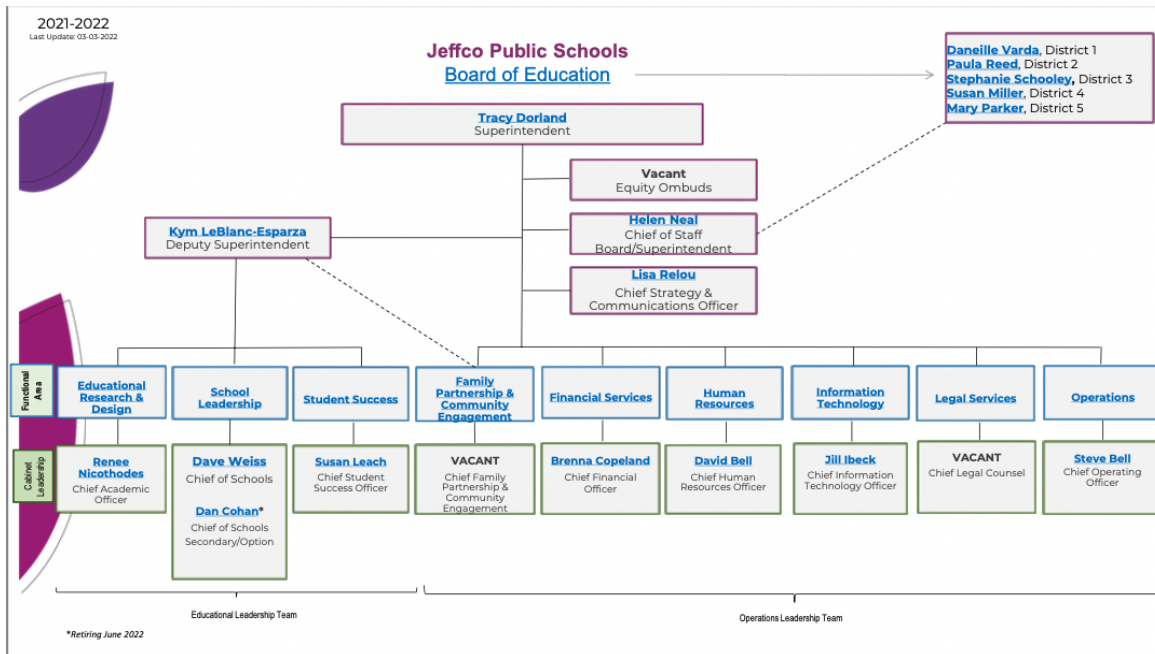 2021-2022
Last Update: 03-03-2022
Jeffco Public Schools
Board of Education
Daneille Varda, District 1
Paula Reed, District 2
Stephanie Schooley, District 3
Susan Miller, District 4
Mary Parker, District 5
Tracy Dorland
Superintendent
Vacant
Equity Ombuds
Helen Neal
Chief of Staff
Board/Superintendent
Kym LeBlanc-Esparza
Deputy Superintendent
Lisa Relou
Chief Strategy &
Communications Officer
Functional
Area
Educational
Research &
Design
School
Leadership
Student Success
Family
Partnership &
Community
Engagement
Financial Services
Human
Resources
Information
Technology
Legal Services
Operations
Cabinet
Leadership
Renee
Nicothodes
Chief Academic
Officer
Dave Weiss
Chief of Schools
Dan Cohan*
Chief of Schools
Secondary/Option
Susan Leach
Chief Student
Success Officer
VACANT
Chief Family
Partnership &
Community
Engagement
Brenna Copeland
Chief Financial
Officer
David Bell
Chief Human
Resources Officer
Jill Ibeck
Chief Information
Technology Officer
VACANT
Chief Legal Counsel
Steve Bell
Chief Operating
Officer
Educational Leadership Team
Operations Leadership Team
*Retiring June 2022